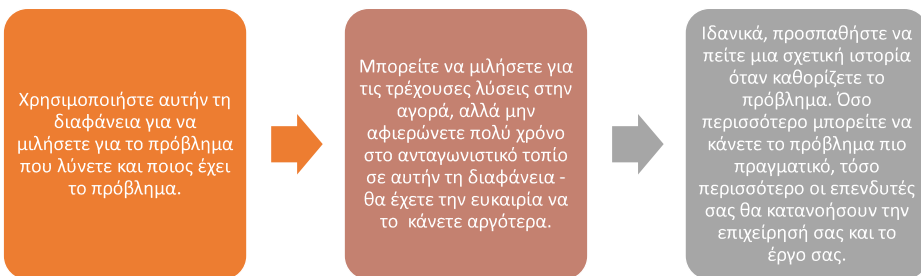 Χρησιμοποιήστε αυτήν τη
διαφάνεια για να
μιλήσετε για το πρόβλημα
που λύνετε και ποιος έχει
το πρόβλημα.
Μπορείτε να μιλήσετε για
τις τρέχουσες λύσεις στην
αγορά, αλλά μην
αφιερώνετε πολύ χρόνο
στο ανταγωνιστικό τοπίο
σε αυτήν τη διαφάνεια -
θα έχετε την ευκαιρία να
το  κάνετε αργότερα.
Ιδανικά, προσπαθήστε να
πείτε μια σχετική ιστορία
όταν καθορίζετε το
πρόβλημα. Όσο
περισσότερο μπορείτε να
κάνετε το πρόβλημα πιο
πραγματικό, τόσο
περισσότερο οι επενδυτές
σας θα κατανοήσουν την
επιχείρησή σας και το
έργο σας.